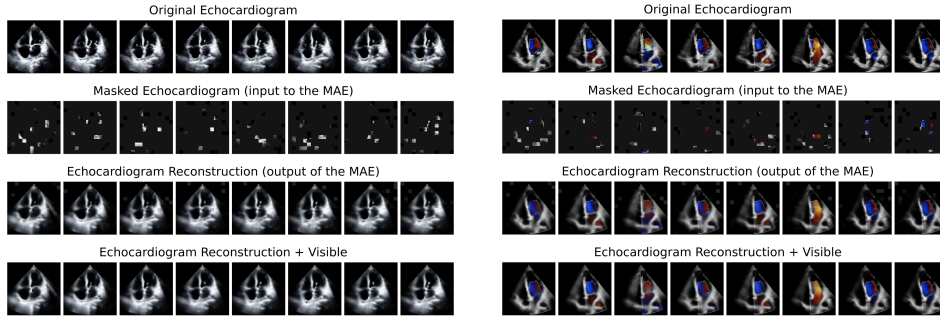 Original Echocardiogram
Masked Echocardiogram (input to the MAE)
Echocardiogram Reconstruction (output of the MAE)
Echocardiogram Reconstruction + Visible
Original Echocardiogram
Masked Echocardiogram (input to the MAE)
Echocardiogram Reconstruction (output of the MAE)
Echocardiogram Reconstruction + Visible